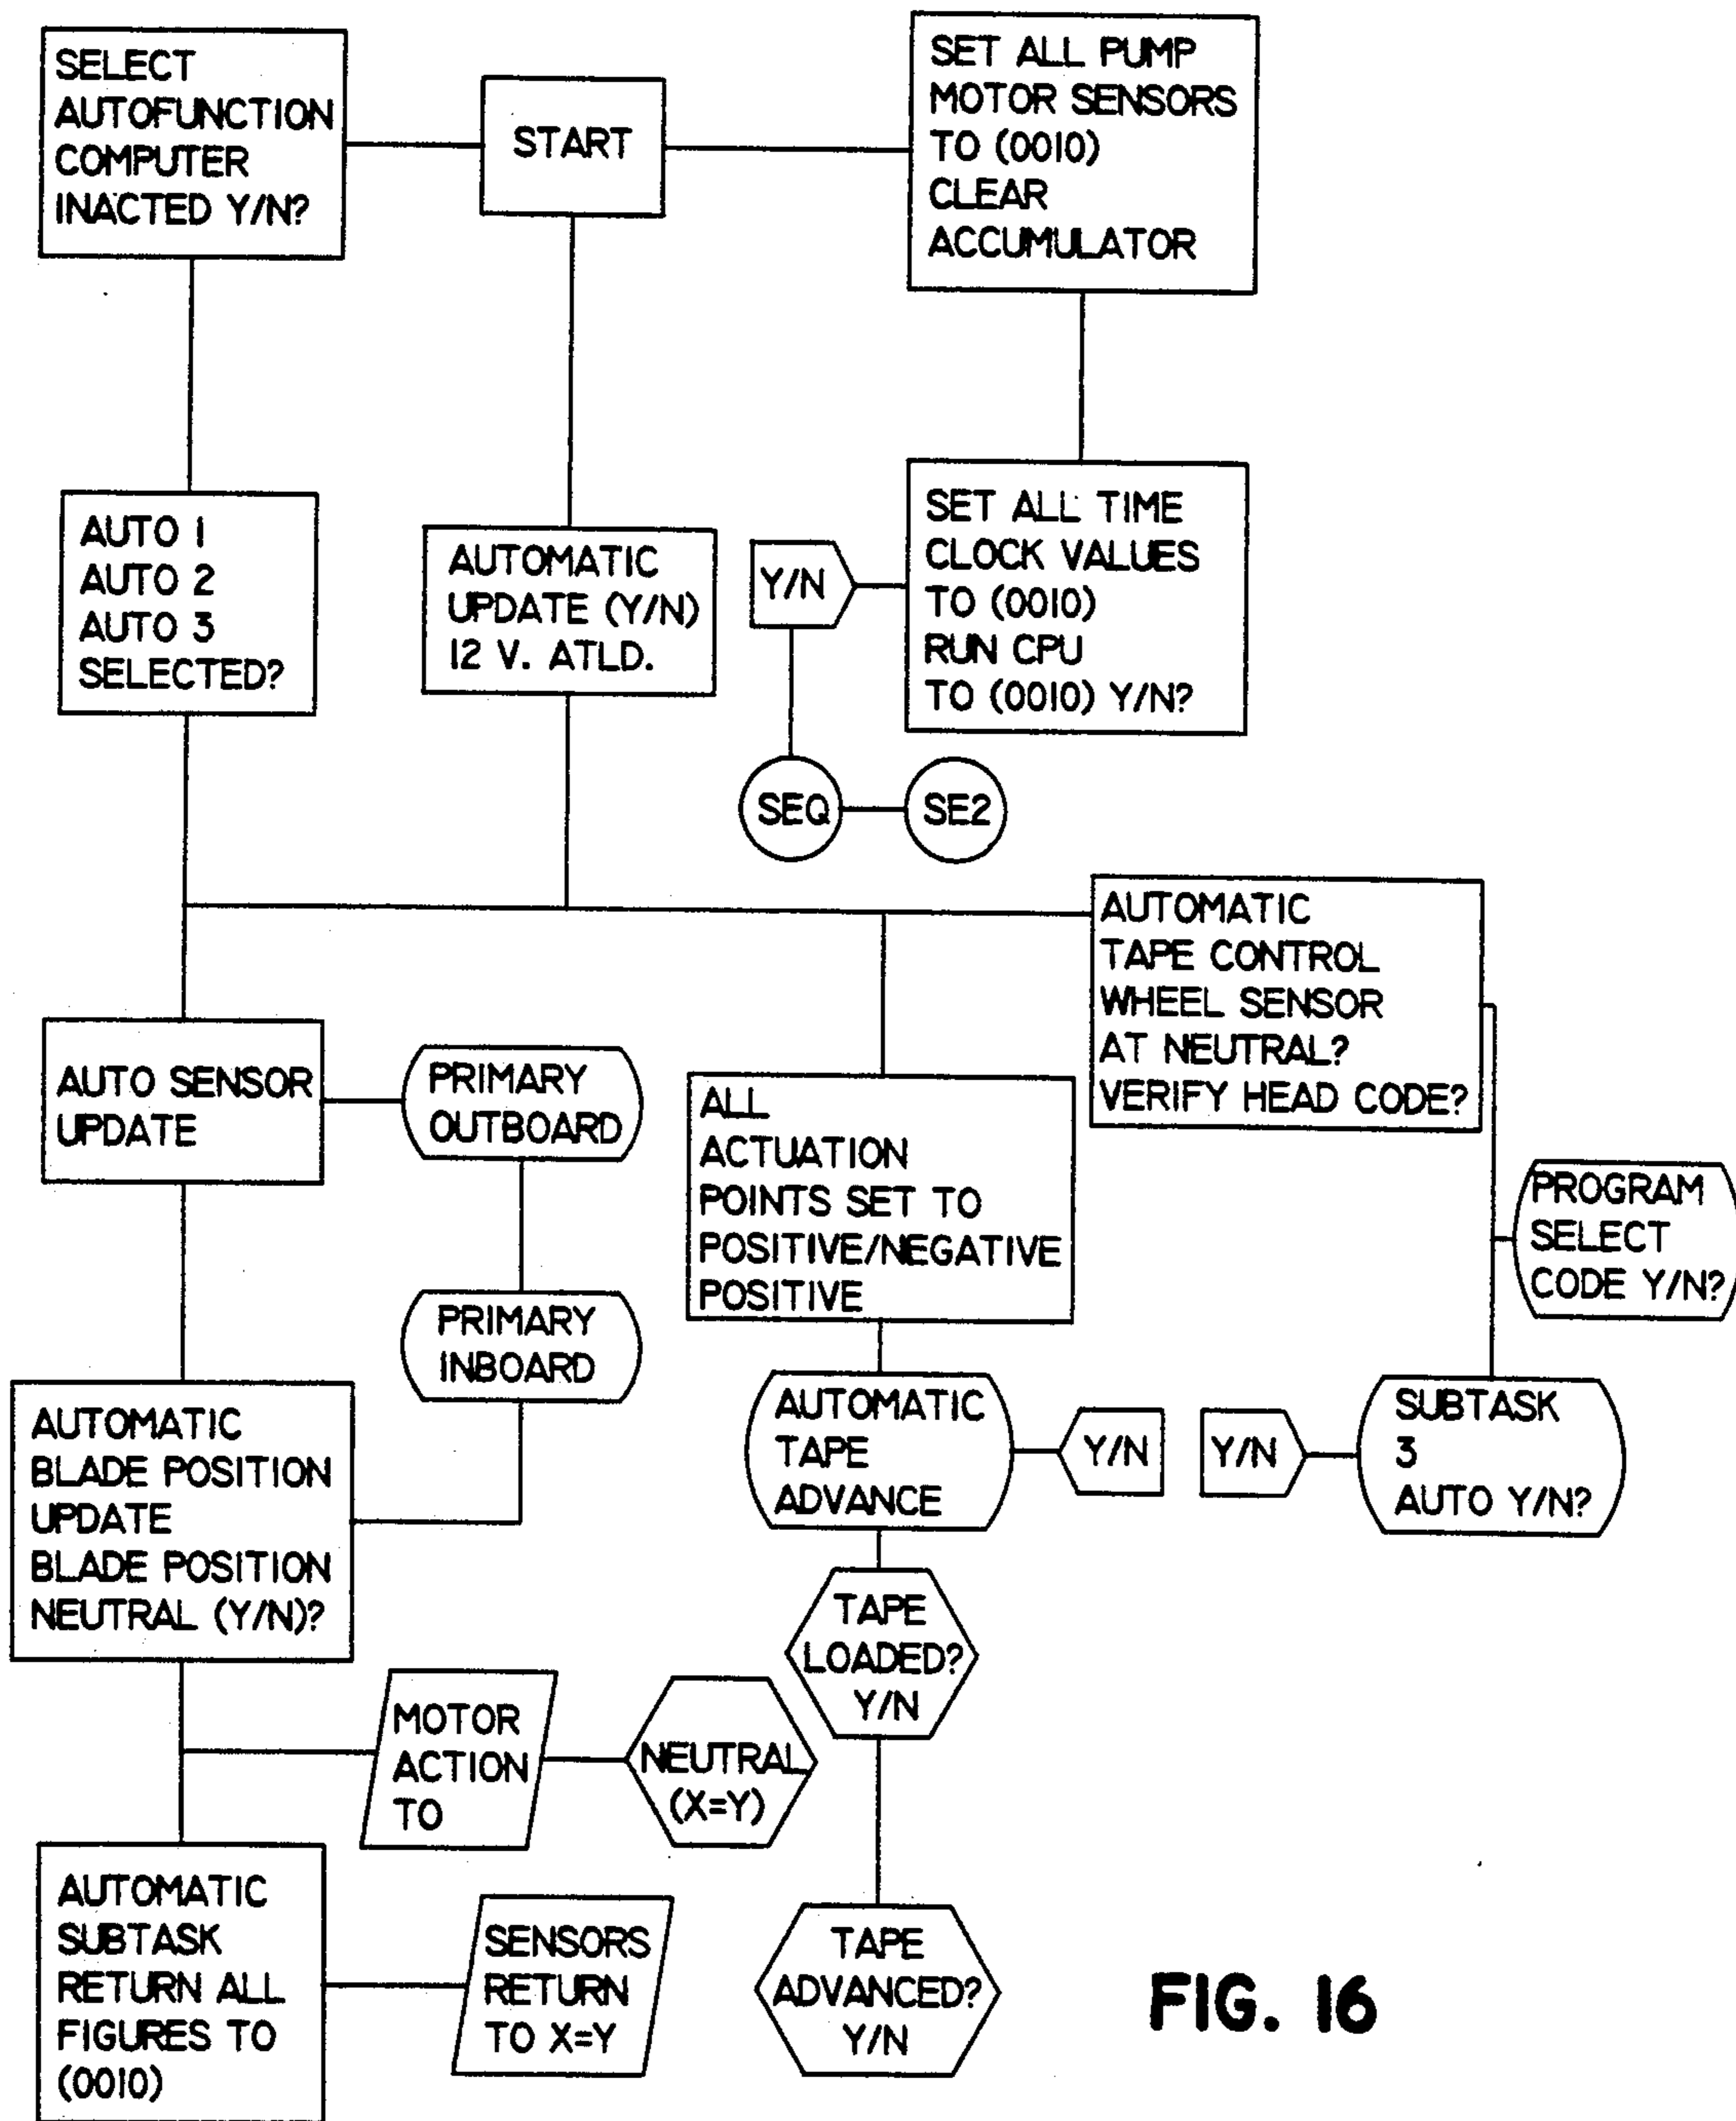 SELECT
AUTOFUNCTION
COMPUTER
INACTED Y/N?
START
SET ALL PUMP
MOTOR SENSORS
TO (0010)
CLEAR
ACCUMULATOR
AUTO 1
AUTO 2
AUTO 3
SELECTED?
AUTOMATIC
UPDATE (Y/N)
12 V. ATLD.
Y/N
SET ALL TIME
CLOCK VALUES
TO (0010)
RUN CPU
TO (0010) Y/N?
SEQ
SE2
AUTOMATIC
TAPE CONTROL
WHEEL SENSOR
AT NEUTRAL?
VERIFY HEAD CODE?
AUTO SENSOR
UPDATE
PRIMARY
OUTBOARD
ALL
ACTUATION
POINTS SET TO
POSITIVE/NEGATIVE
POSITIVE
PROGRAM
SELECT
CODE Y/N?
PRIMARY
INBOARD
AUTOMATIC
BLADE POSITION
UPDATE
BLADE POSITION
NEUTRAL (Y/N)?
AUTOMATIC
TAPE
ADVANCE
Y/N
Y/N
SUBTASK
3
AUTO Y/N?
TAPE
LOADED?
Y/N
MOTOR
ACTION
TO
NEUTRAL
(X=Y)
AUTOMATIC
SUBTASK
RETURN ALL
FIGURES TO
(0010)
SENSORS
RETURN
TO X=Y
TAPE
ADVANCED?
Y/N
FIG. 16